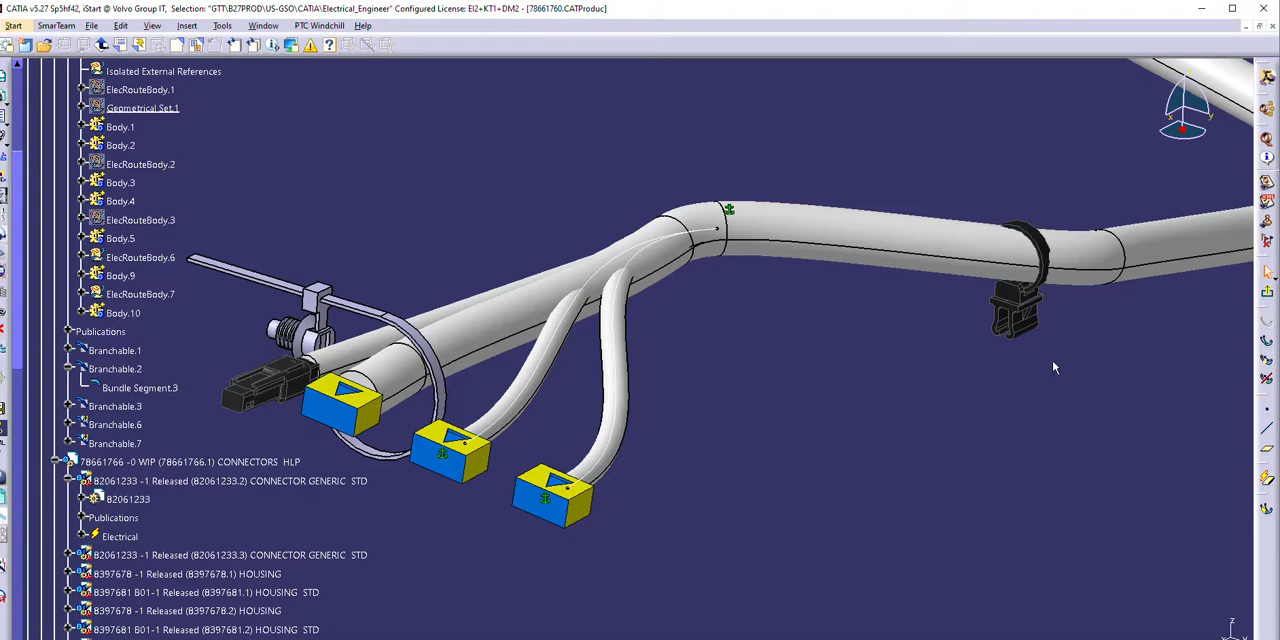 CATIA v5.27 Sp5hf42, iStart @ Volvo Group IT, Selection: "GTT\B27PROD\US-GSO\CATIA\Electrical_Engineer" Configured License: EI2+KT1+DM2 - [78661760.CATProduc]
Start SmarTeam File Edit View Insert Tools Window PTC Windchill Help
Isolated External References
ElecRouteBody.1
Geometrical Set.1
Body.1
Body.2
ElecRouteBody.2
Body.3
Body.4
ElecRouteBody.3
Body.5
ElecRouteBody.6
Body.9
ElecRouteBody.7
Body.10
Publications
Branchable.1
Branchable.2
Bundle Segment.3
Branchable.3
Branchable.6
Branchable.7
78661766 -0 WIP (78661766.1) CONNECTORS HLP
82061233 -1 Released (82061233.2) CONNECTOR GENERIC STD
82061233
Publications
Electrical
82061233 -1 Released (82061233.3) CONNECTOR GENERIC STD
8397678 -1 Released (8397678.1) HOUSING
8397681 B01-1 Released (8397681.1) HOUSING STD
8397678 -1 Released (8397678.2) HOUSING
8397681 B01-1 Released (8397681.2) HOUSING STD
x
y
z